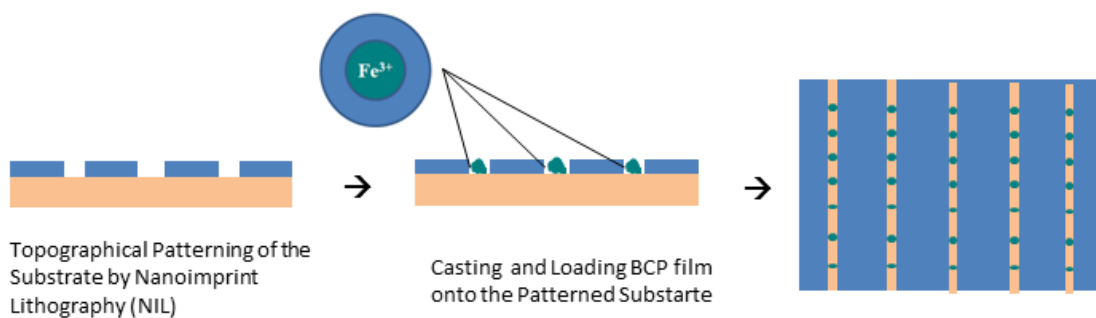 Fe³⁺
Topographical Patterning of the
Substrate by Nanoimprint
Lithography (NIL)
Casting and Loading BCP film
onto the Patterned Substarte